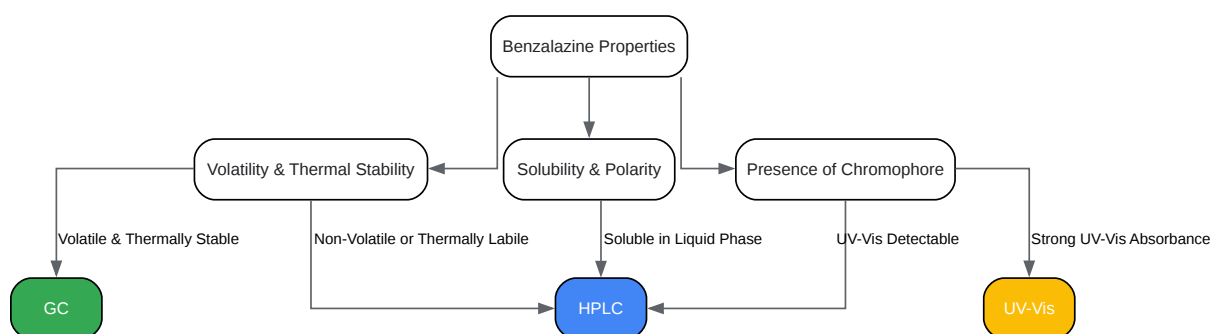 Benzalazine Properties
Volatility & Thermal Stability
Solubility & Polarity
Presence of Chromophore
Volatile & Thermally Stable
Non-Volatile or Thermally Labile
Soluble in Liquid Phase
UV-Vis Detectable
Strong UV-Vis Absorbance
GC
HPLC
UV-Vis